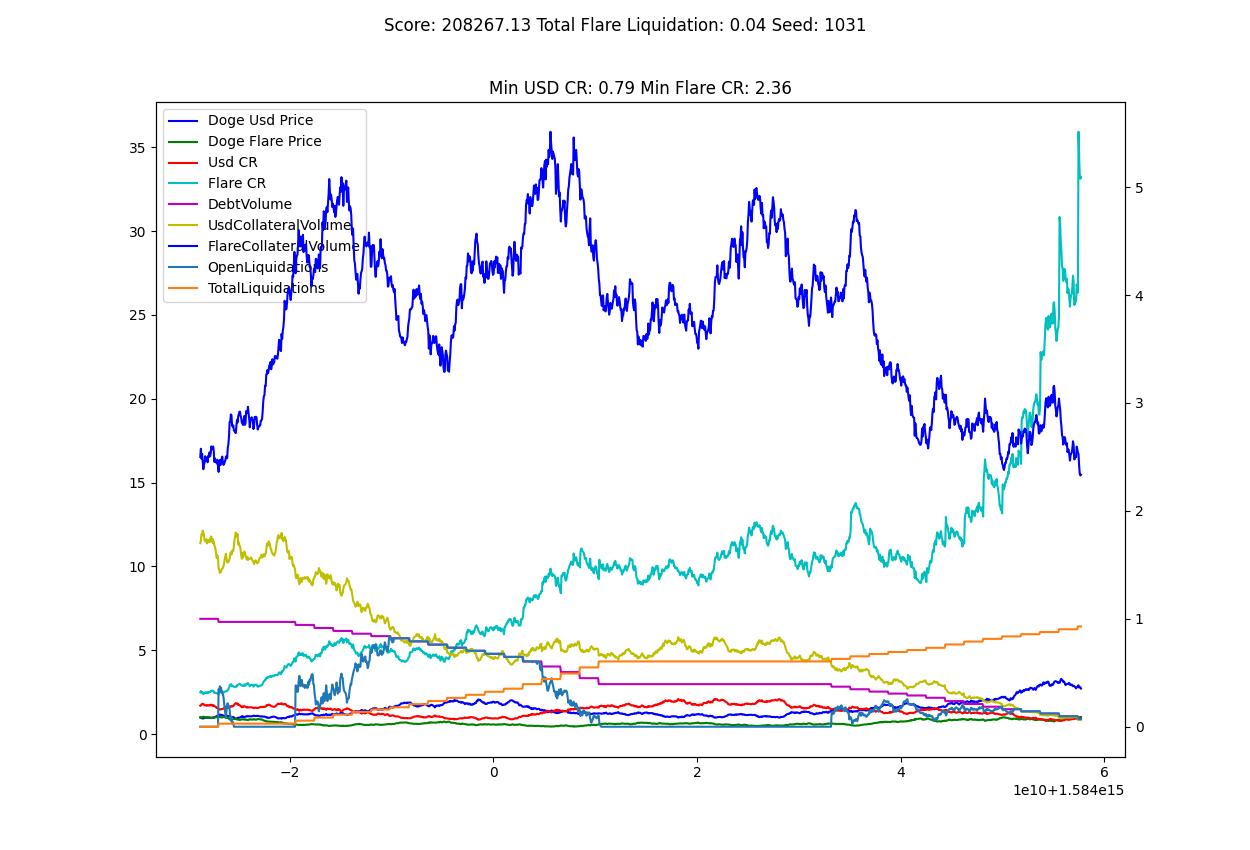 Score: 208267.13 Total Flare Liquidation: 0.04 Seed: 1031
Min USD CR: 0.79 Min Flare CR: 2.36
Doge Usd Price
Doge Flare Price
Usd CR
Flare CR
DebtVolume
UsdCollateralVolume
FlareCollateralVolume
OpenLiquidations
TotalLiquidations
35
30
25
20
15
10
5
0
5
4
3
2
1
0
−2
0
2
4
6
1e10+1.584e15